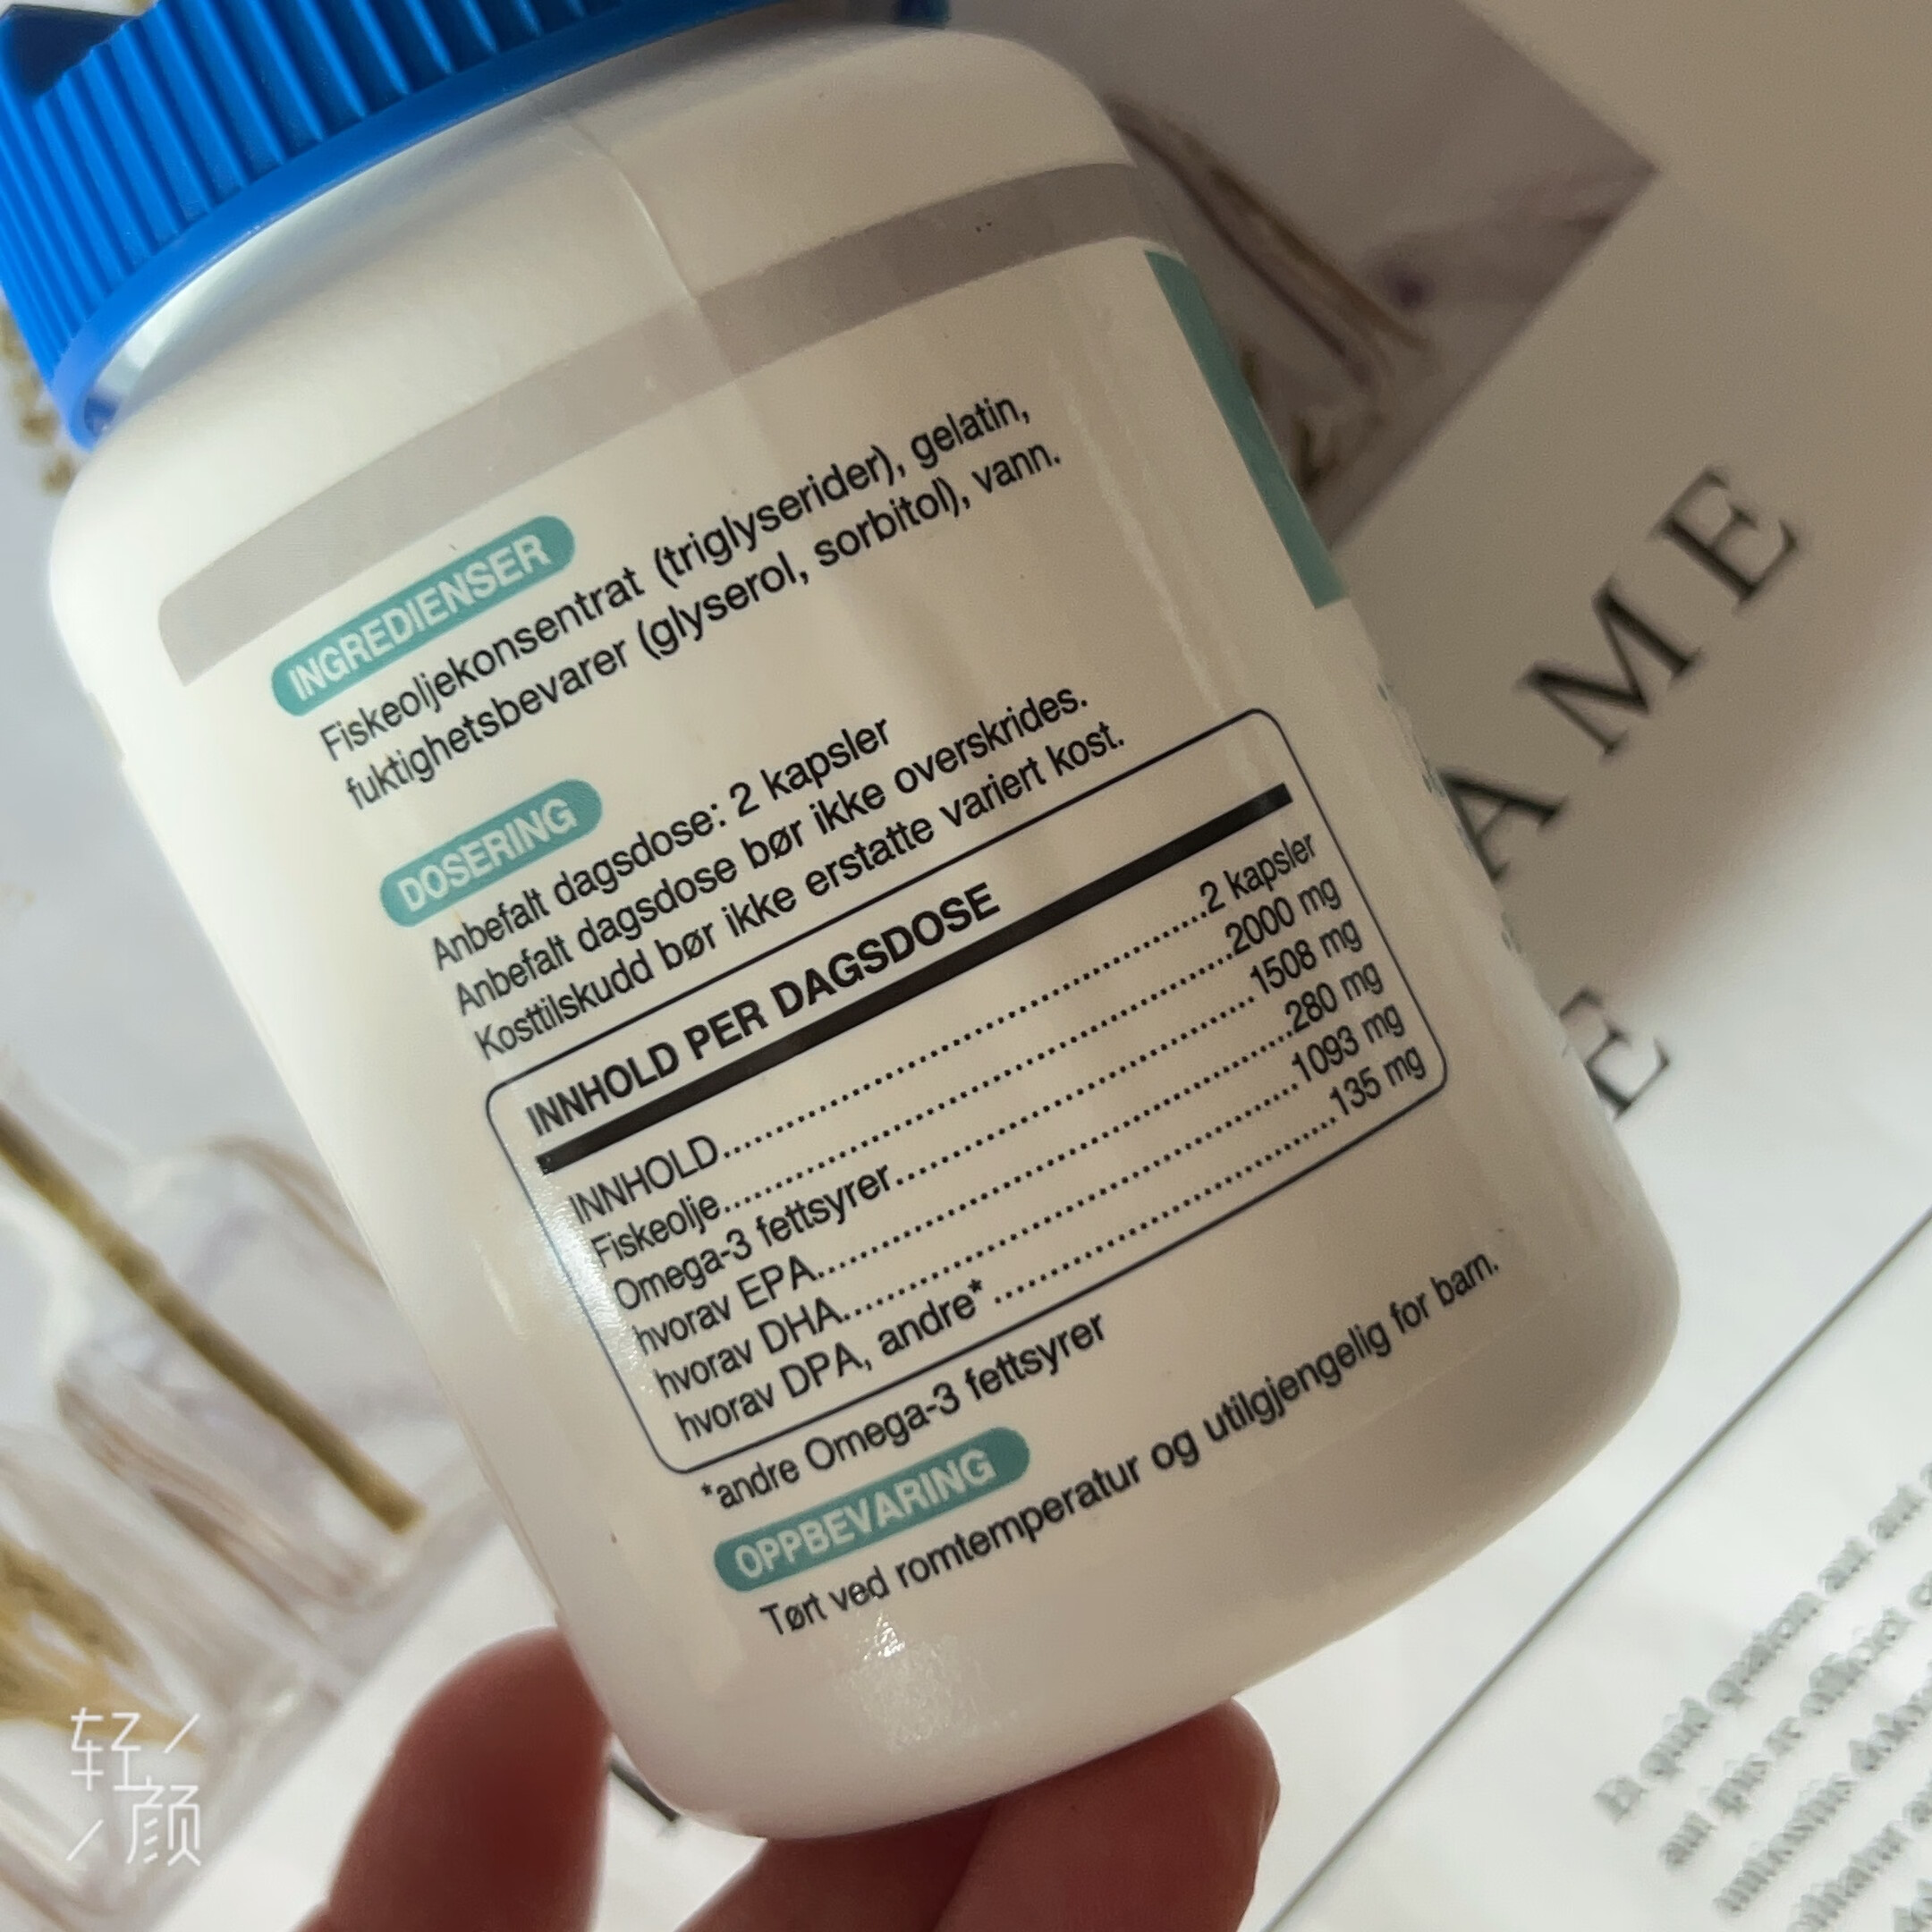 INGREDIENSER
Fiskeoljekonsentrat (triglyserider), gelatin,
fuktighetsbevarer (glyserol, sorbitol), vann.
DOSERING
Anbefalt dagsdose: 2 kapsler
Anbefalt dagsdose bør ikke overskrides.
Kosttilskudd bør ikke erstatte variert kost.
INNHOLD PER DAGSDOSE
INNHOLD....................2 kapsler
Fiskeolje....................2000 mg
Omega-3 fettsyrer....................1508 mg
hvorav EPA....................280 mg
hvorav DHA....................1093 mg
hvorav DPA, andre*....................135 mg
*andre Omega-3 fettsyrer
OPPBEVARING
Tørt ved romtemperatur og utilgjengelig for barn.
AME
E
轻颜